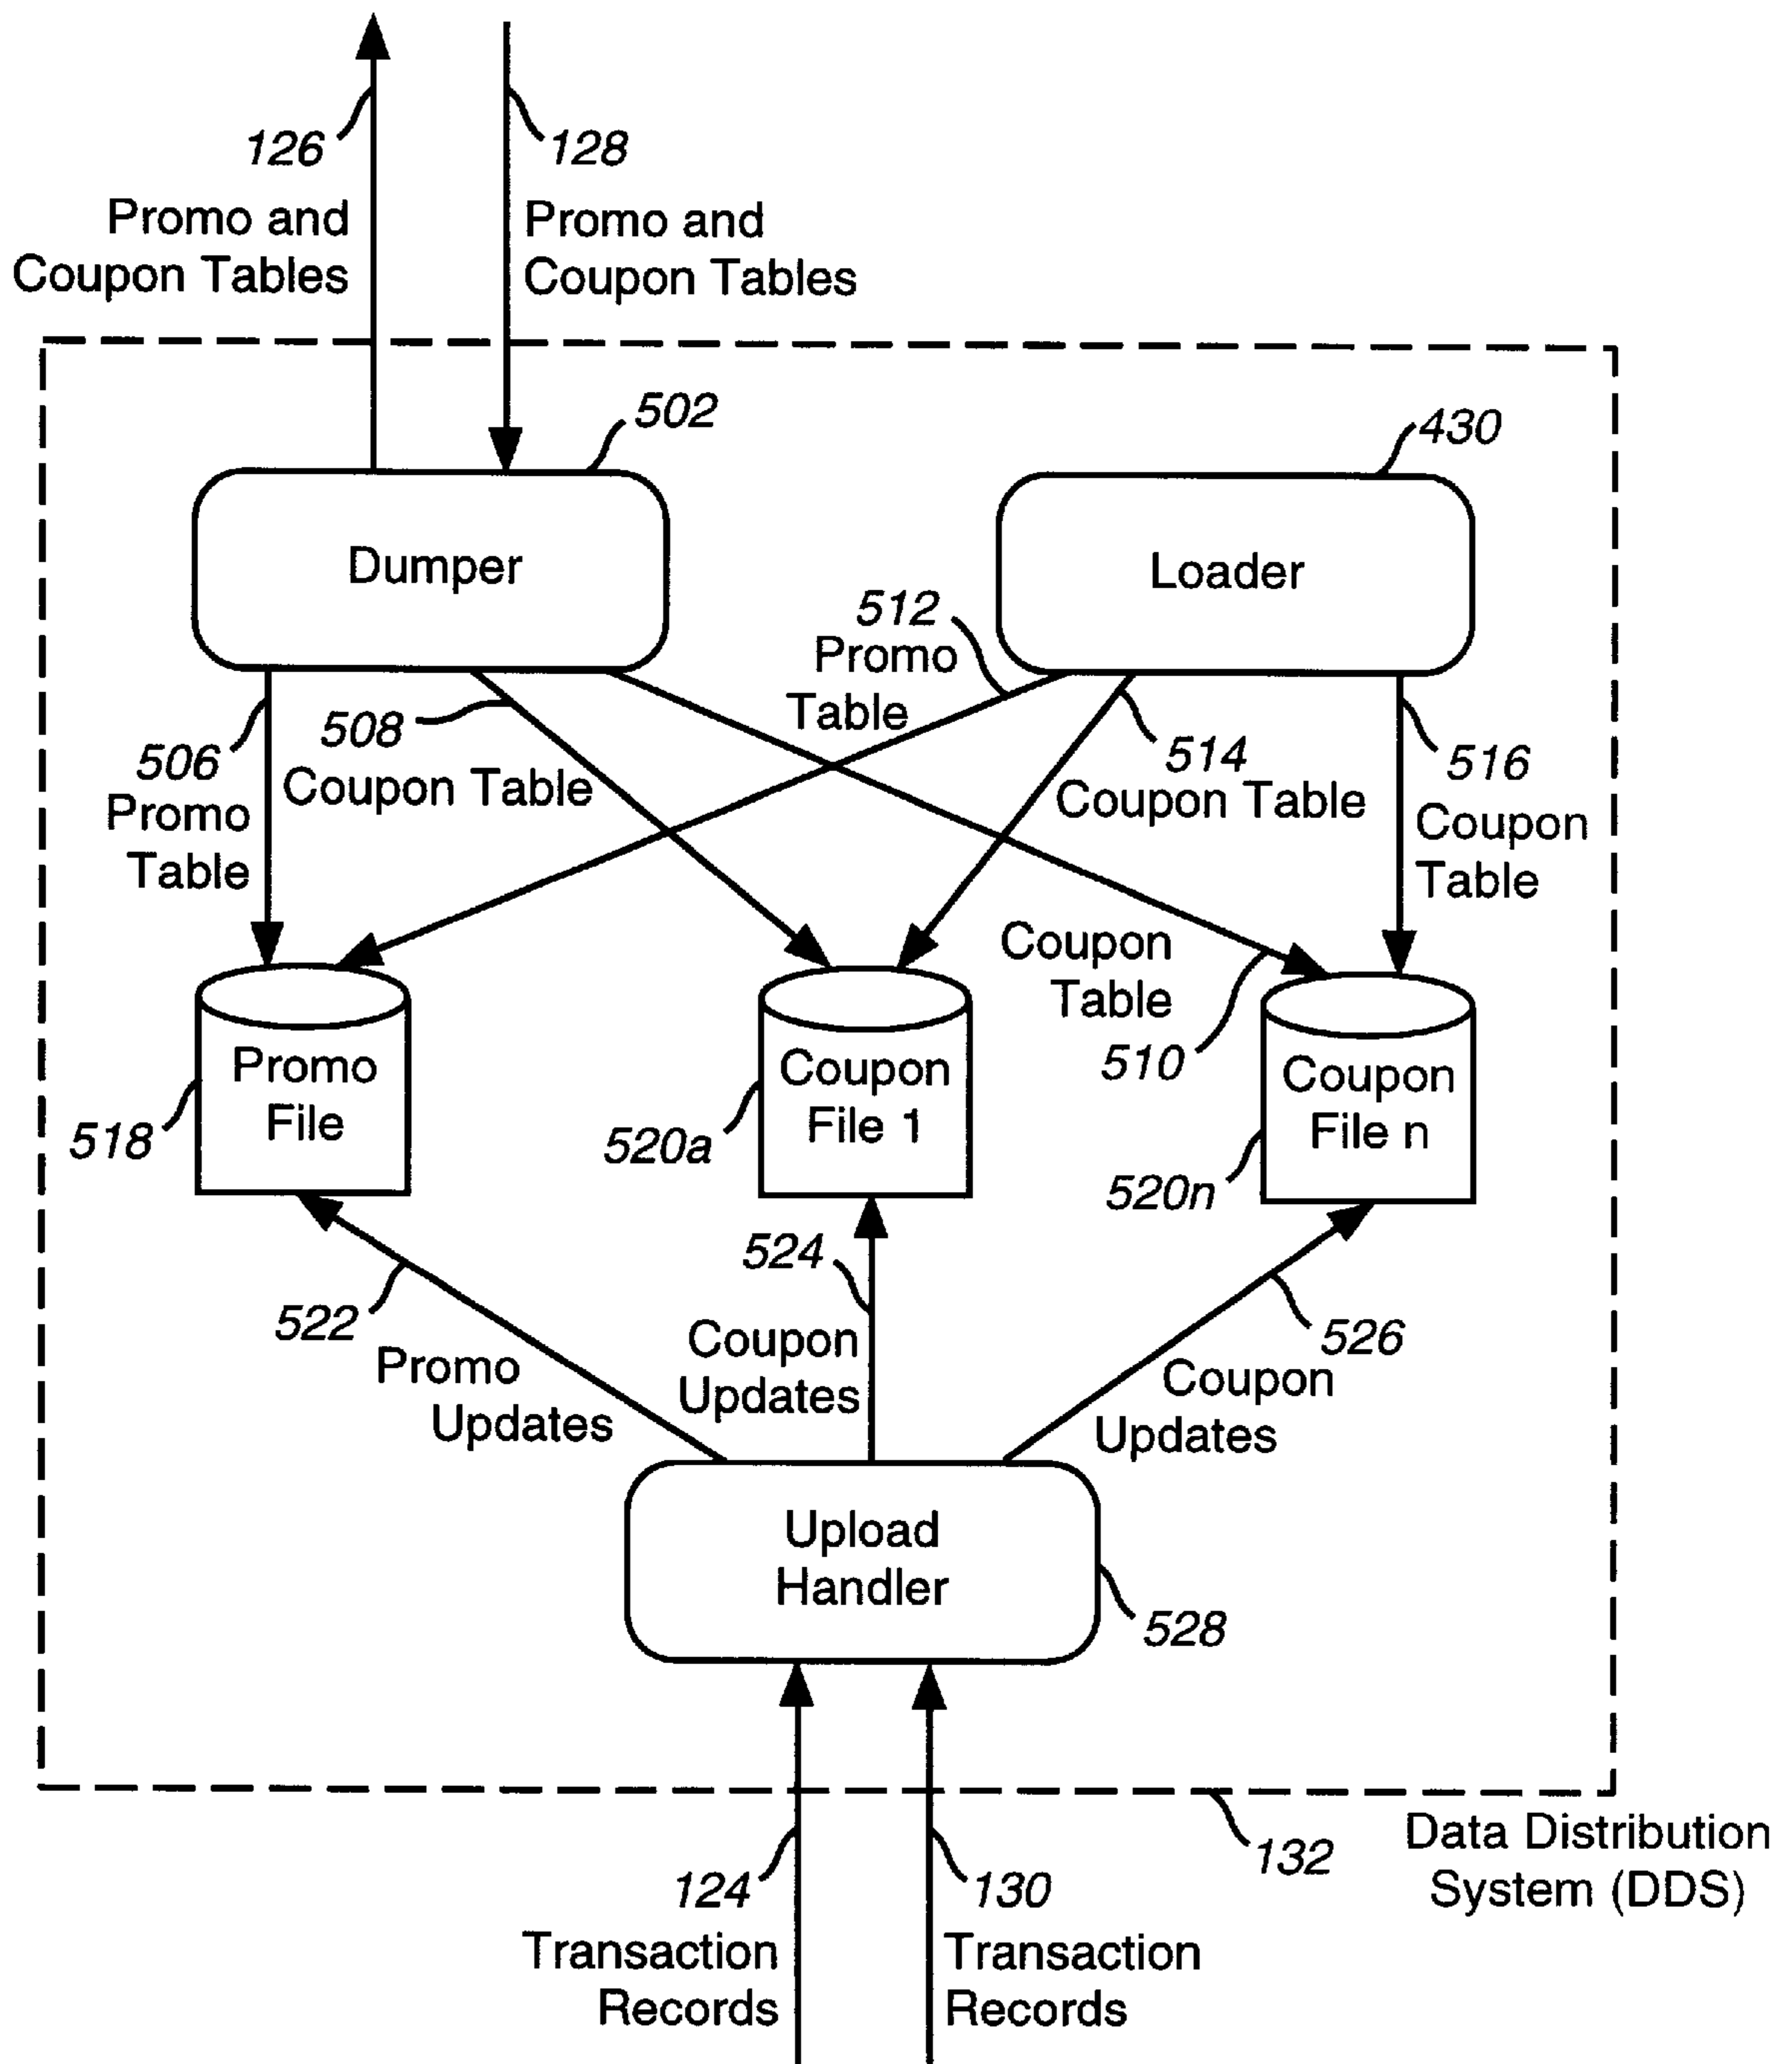 126
128
Promo and
Coupon Tables
Promo and
Coupon Tables
502
430
Dumper
Loader
512
Promo
Table
508
506
Coupon Table
Promo
Table
514
Coupon Table
516
Coupon
Table
Coupon
Table
510
Promo
File
518
Coupon
File 1
520a
Coupon
File n
520n
524
522
526
Promo
Updates
Coupon
Updates
Coupon
Updates
Upload
Handler
528
132
Data Distribution
System (DDS)
124
130
Transaction
Records
Transaction
Records